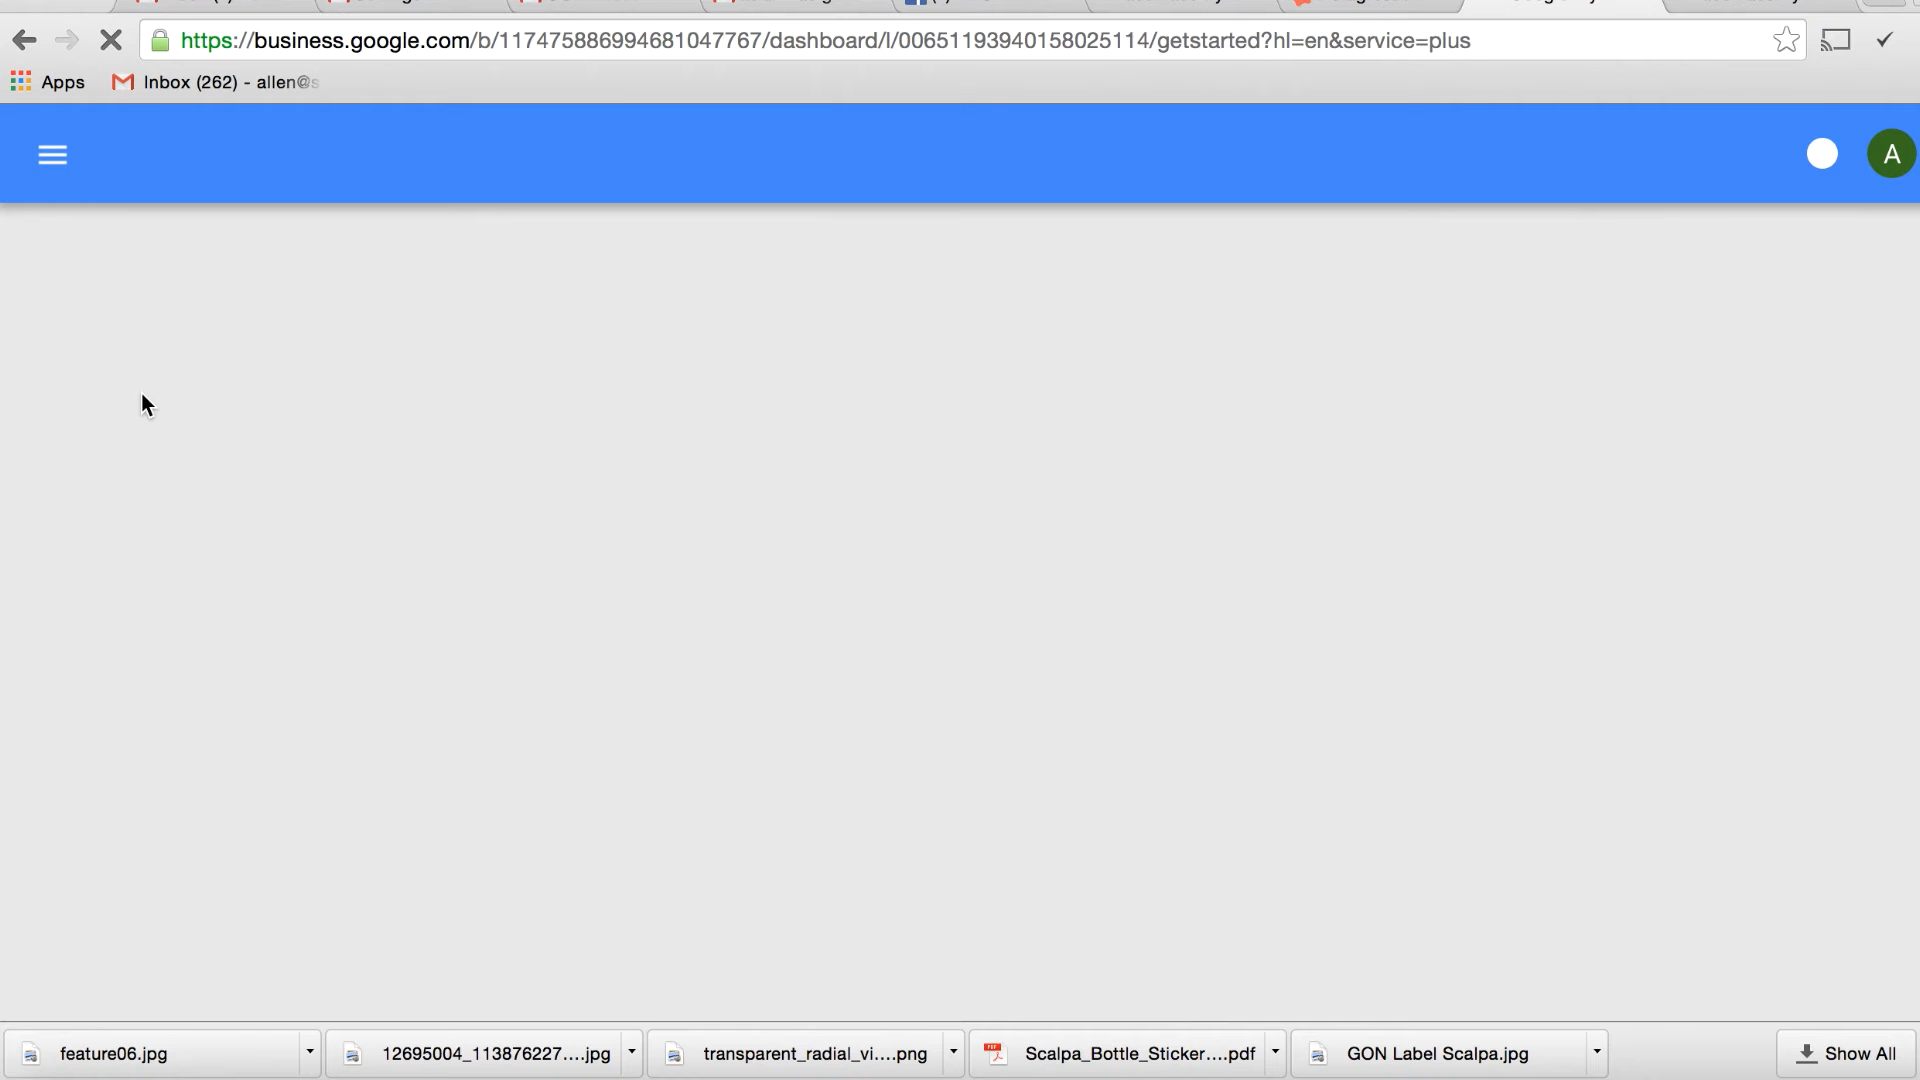 https://business.google.com/b/117475886994681047767/dashboard/l/00651193940158025114/getstarted?hl=en&service=plus
Apps Inbox (262) - allen@s
A
feature06.jpg 12695004_113876227....jpg transparent_radial_vi....png Scalpa_Bottle_Sticker....pdf GON Label Scalpa.jpg Show All